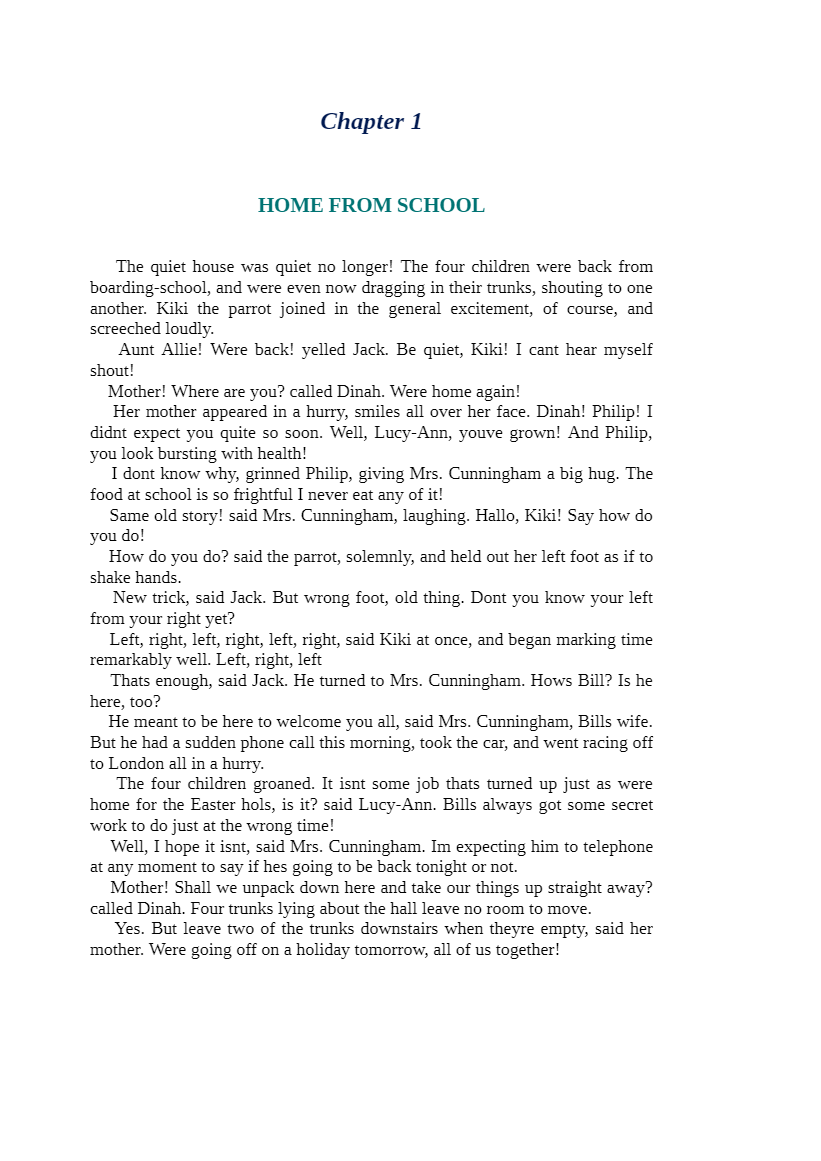 Chapter 1
HOME FROM SCHOOL
The quiet house was quiet no longer! The four children were back from
boarding-school, and were even now dragging in their trunks, shouting to one
another. Kiki the parrot joined in the general excitement, of course, and
screeched loudly.
Aunt Allie! Were back! yelled Jack. Be quiet, Kiki! I cant hear myself
shout!
Mother! Where are you? called Dinah. Were home again!
Her mother appeared in a hurry, smiles all over her face. Dinah! Philip! I
didnt expect you quite so soon. Well, Lucy-Ann, youve grown! And Philip,
you look bursting with health!
I dont know why, grinned Philip, giving Mrs. Cunningham a big hug. The
food at school is so frightful I never eat any of it!
Same old story! said Mrs. Cunningham, laughing. Hallo, Kiki! Say how do
you do!
How do you do? said the parrot, solemnly, and held out her left foot as if to
shake hands.
New trick, said Jack. But wrong foot, old thing. Dont you know your left
from your right yet?
Left, right, left, right, left, right, said Kiki at once, and began marking time
remarkably well. Left, right, left
Thats enough, said Jack. He turned to Mrs. Cunningham. Hows Bill? Is he
here, too?
He meant to be here to welcome you all, said Mrs. Cunningham, Bills wife.
But he had a sudden phone call this morning, took the car, and went racing off
to London all in a hurry.
The four children groaned. It isnt some job thats turned up just as were
home for the Easter hols, is it? said Lucy-Ann. Bills always got some secret
work to do just at the wrong time!
Well, I hope it isnt, said Mrs. Cunningham. Im expecting him to telephone
at any moment to say if hes going to be back tonight or not.
Mother! Shall we unpack down here and take our things up straight away?
called Dinah. Four trunks lying about the hall leave no room to move.
Yes. But leave two of the trunks downstairs when theyre empty, said her
mother. Were going off on a holiday tomorrow, all of us together!